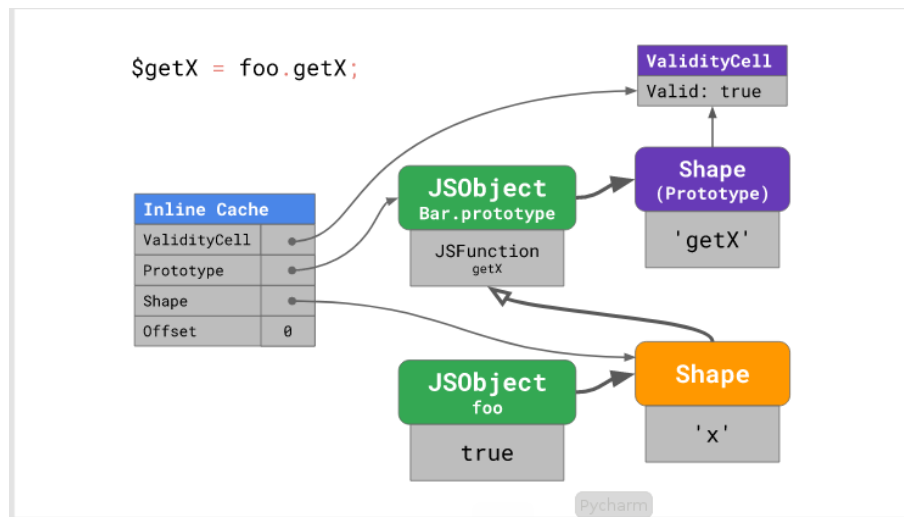 $getX = foo.getX;
ValidityCell
Valid: true
JSObject
Bar.prototype
JSFunction
getX
Shape
(Prototype)
'getX'
Inline Cache
ValidityCell
Prototype
Shape
Offset 0
JSObject
foo
true
Shape
'x'
Pycharm